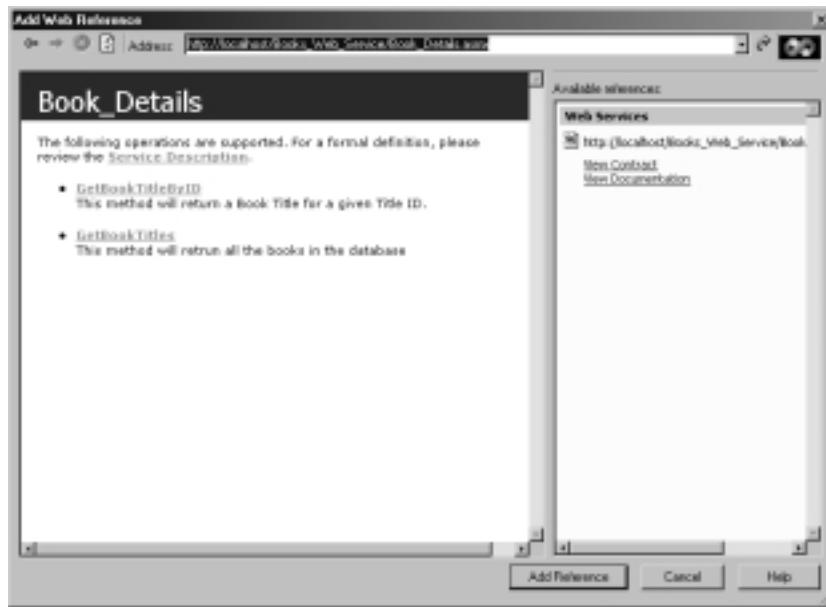 Add Web Reference
Address: http://localhost/Books_Web_Service/Book_Details.asmx
Book_Details
The following operations are supported. For a formal definition, please
review the Service Description.
GetBookTitleByID
This method will return a Book Title for a given Title ID.
GetBookTitles
This method will retrun all the books in the database
Available references:
Web Services
http://localhost/Books_Web_Service/Book
View Contract
View Documentation
Add Reference
Cancel
Help